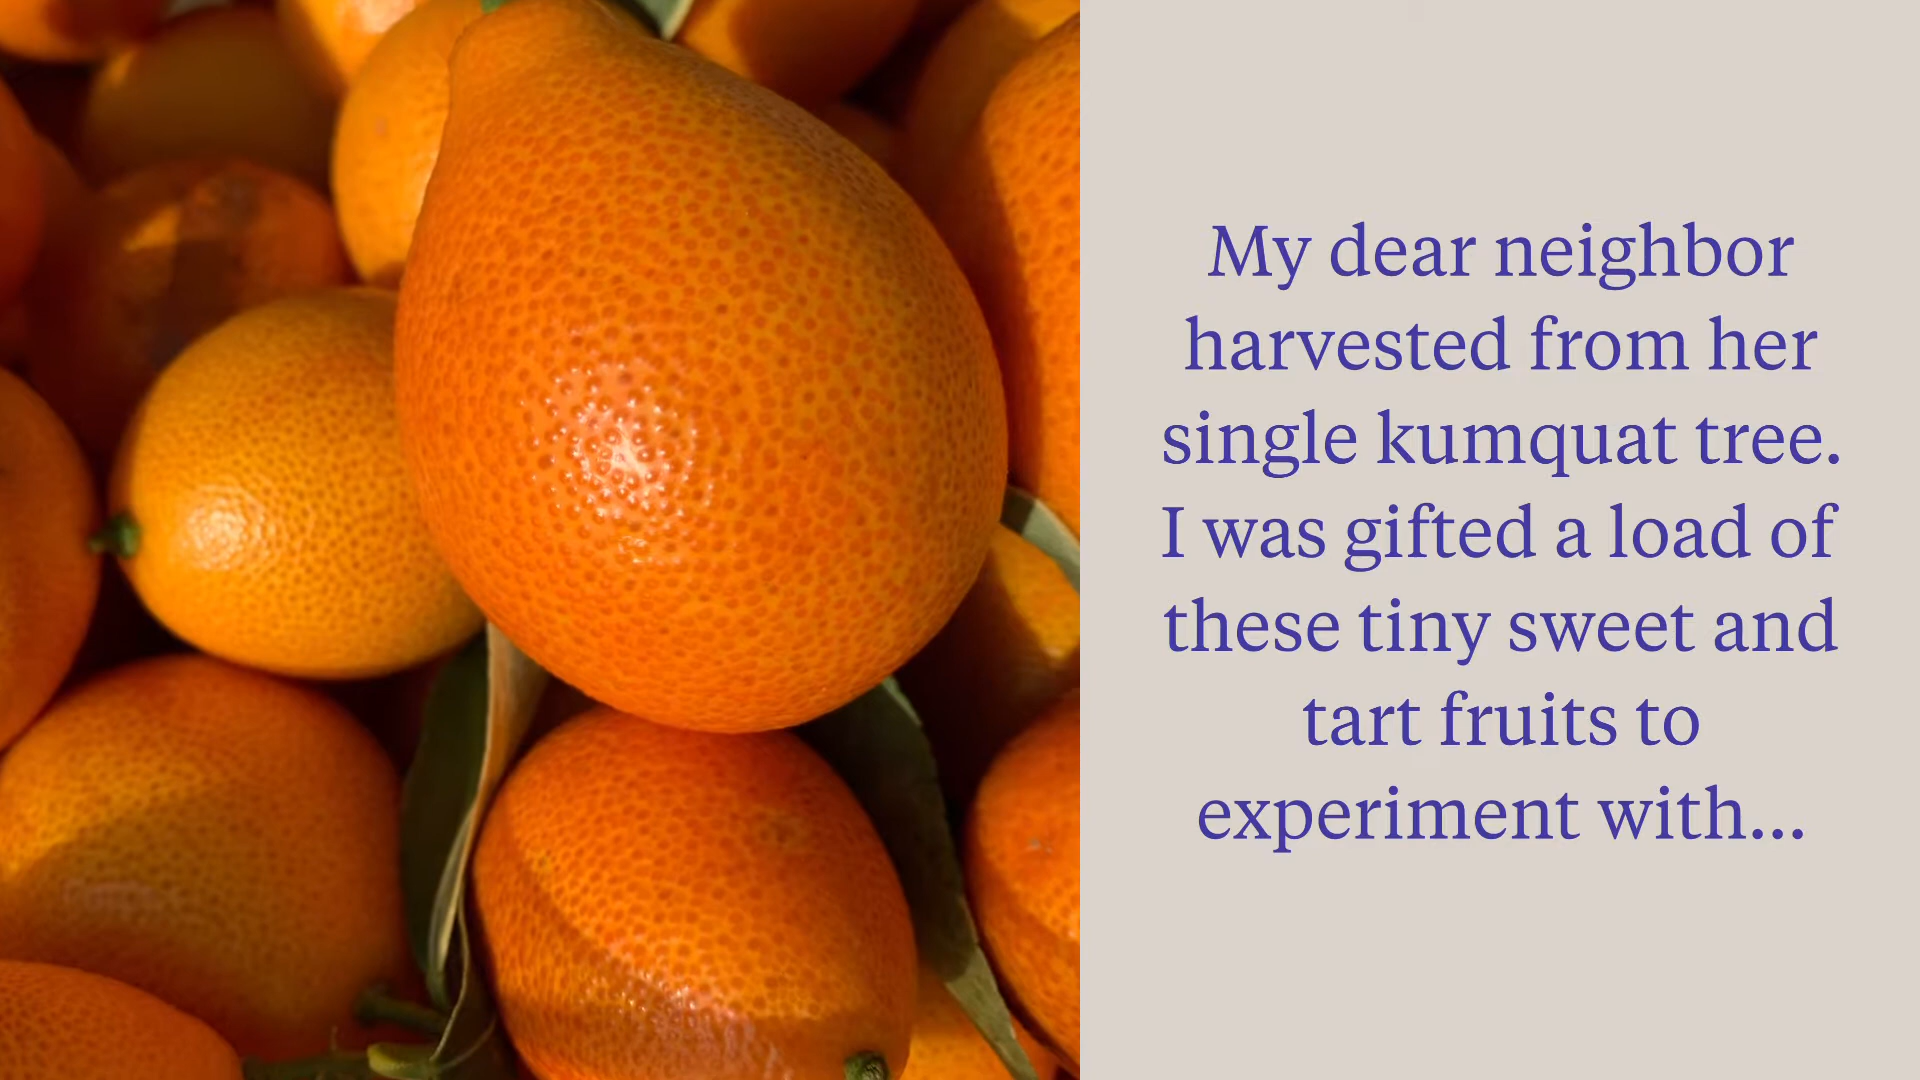 My dear neighbor
harvested from her
single kumquat tree.
I was gifted a load of
these tiny sweet and
tart fruits to
experiment with...